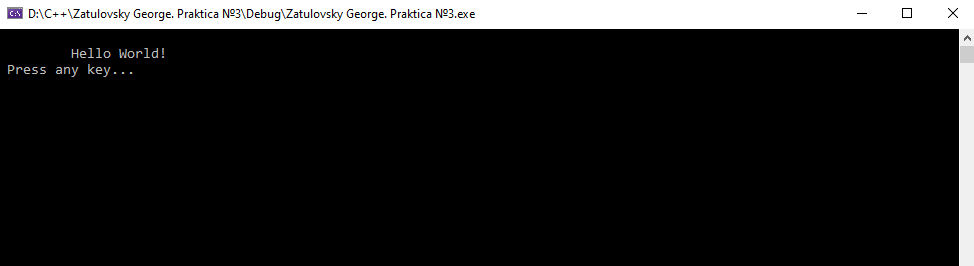 D:\C++\Zatulovsky George. Praktica №3\Debug\Zatulovsky George. Praktica №3.exe
Hello World!
Press any key...